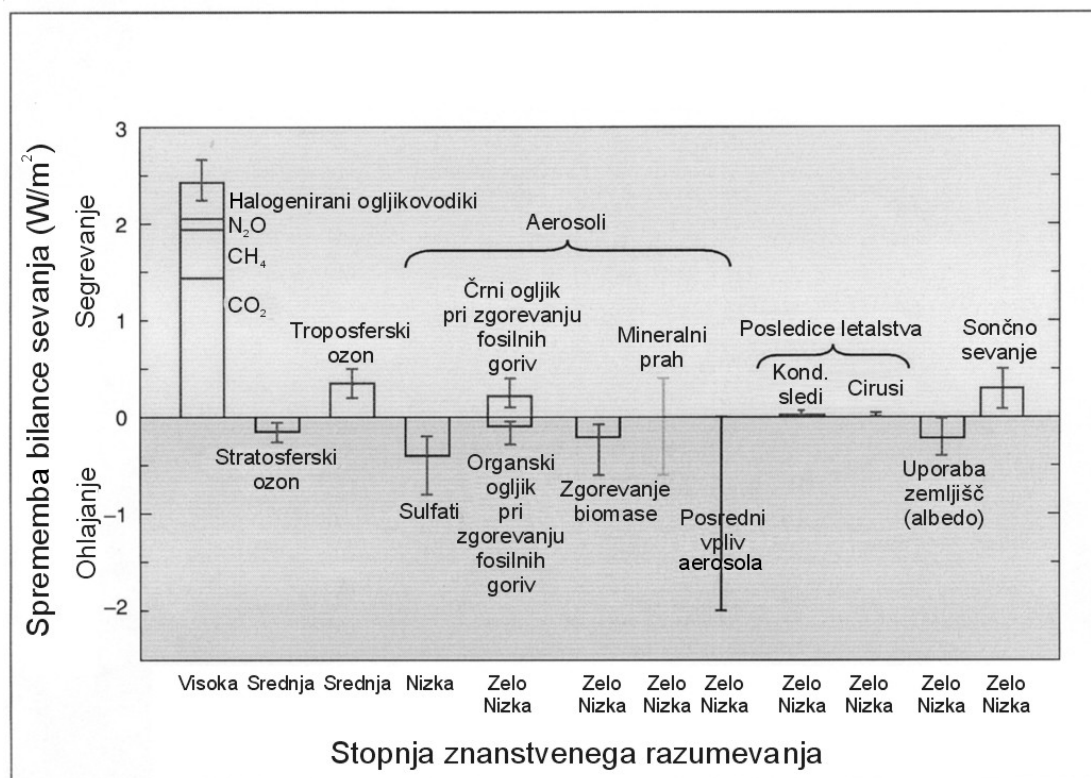 Sprememba bilance sevanja (W/m²)
Segrevanje
Ohlajanje
3
2
1
0
–1
–2
Halogenirani ogljikovodiki
N₂O
CH₄
CO₂
Stratosferski
ozon
Troposferski
ozon
Aerosoli
Sulfati
Črni ogljik
pri zgorevanju
fosilnih
goriv
Organski
ogljik
pri
zgorevanju
fosilnih
goriv
Zgorevanje
biomase
Mineralni
prah
Posredni
vpliv
aerosola
Posledice letalstva
Kond.
sledi
Cirusi
Uporaba
zemljišč
(albedo)
Sončno
sevanje
Visoka Srednja Srednja Nizka Zelo Zelo Zelo Zelo Zelo Zelo Zelo Zelo
Nizka Nizka Nizka Nizka Nizka Nizka Nizka Nizka
Stopnja znanstvenega razumevanja